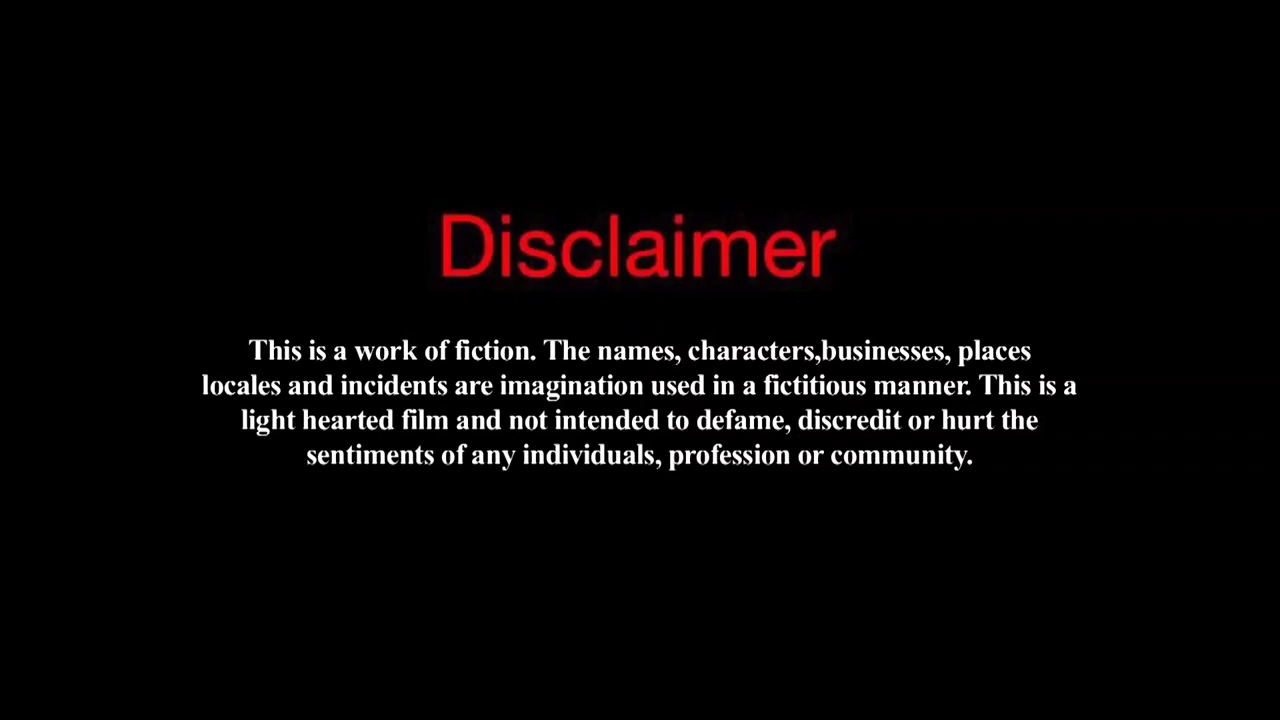 Disclaimer
This is a work of fiction. The names, characters,businesses, places
locales and incidents are imagination used in a fictitious manner. This is a
light hearted film and not intended to defame, discredit or hurt the
sentiments of any individuals, profession or community.